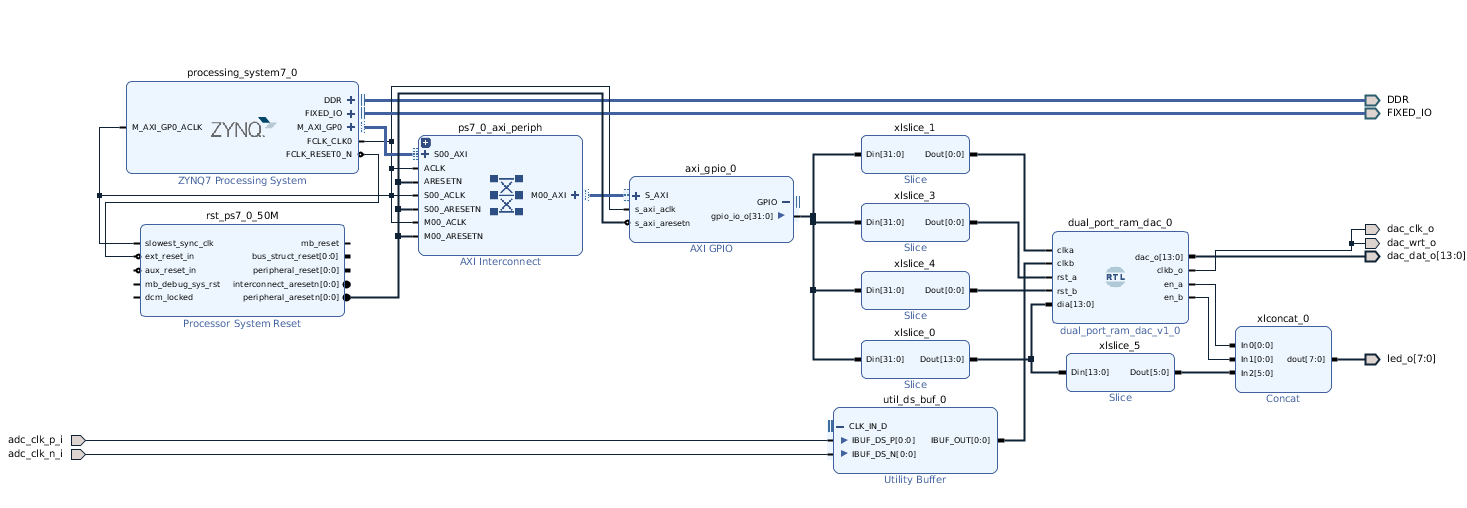 processing_system7_0
M_AXI_GP0_ACLK
ZYNQ
DDR
FIXED_IO
M_AXI_GP0
FCLK_CLK0
FCLK_RESET0_N
ZYNQ7 Processing System
rst_ps7_0_50M
slowest_sync_clk
ext_reset_in
aux_reset_in
mb_debug_sys_rst
dcm_locked
mb_reset
bus_struct_reset[0:0]
peripheral_reset[0:0]
interconnect_aresetn[0:0]
peripheral_aresetn[0:0]
Processor System Reset
ps7_0_axi_periph
S00_AXI
ACLK
ARESETN
S00_ACLK
S00_ARESETN
M00_ACLK
M00_ARESETN
M00_AXI
AXI Interconnect
axi_gpio_0
S_AXI
s_axi_aclk
s_axi_aresetn
GPIO
gpio_io_o[31:0]
AXI GPIO
xlslice_1
Din[31:0]
Dout[0:0]
Slice
xlslice_3
Din[31:0]
Dout[0:0]
Slice
xlslice_4
Din[31:0]
Dout[0:0]
Slice
xlslice_0
Din[31:0]
Dout[13:0]
Slice
util_ds_buf_0
CLK_IN_D
IBUF_DS_P[0:0]
IBUF_DS_N[0:0]
IBUF_OUT[0:0]
Utility Buffer
dual_port_ram_dac_0
clka
clkb
rst_a
rst_b
dia[13:0]
RTL
dac_o[13:0]
clkb_o
en_a
en_b
dual_port_ram_dac_v1_0
xlslice_5
Din[13:0]
Dout[5:0]
Slice
xlconcat_0
In0[0:0]
In1[0:0]
In2[5:0]
dout[7:0]
Concat
DDR
FIXED_IO
dac_clk_o
dac_wrt_o
dac_dat_o[13:0]
led_o[7:0]
adc_clk_p_i
adc_clk_n_i